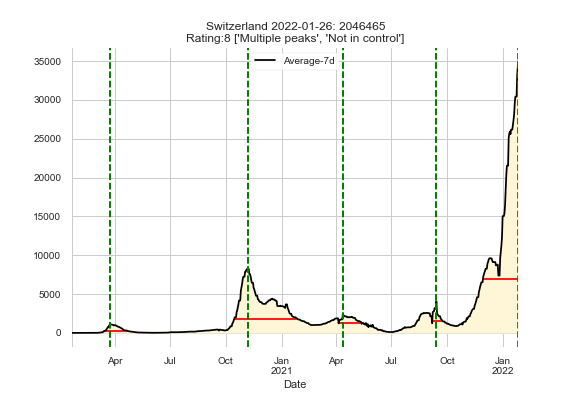 Switzerland 2022-01-26: 2046465
Rating:8 ['Multiple peaks', 'Not in control']
Average-7d
35000
30000
25000
20000
15000
10000
5000
0
Apr Jul Oct Jan Apr Jul Oct Jan
2021 2022
Date